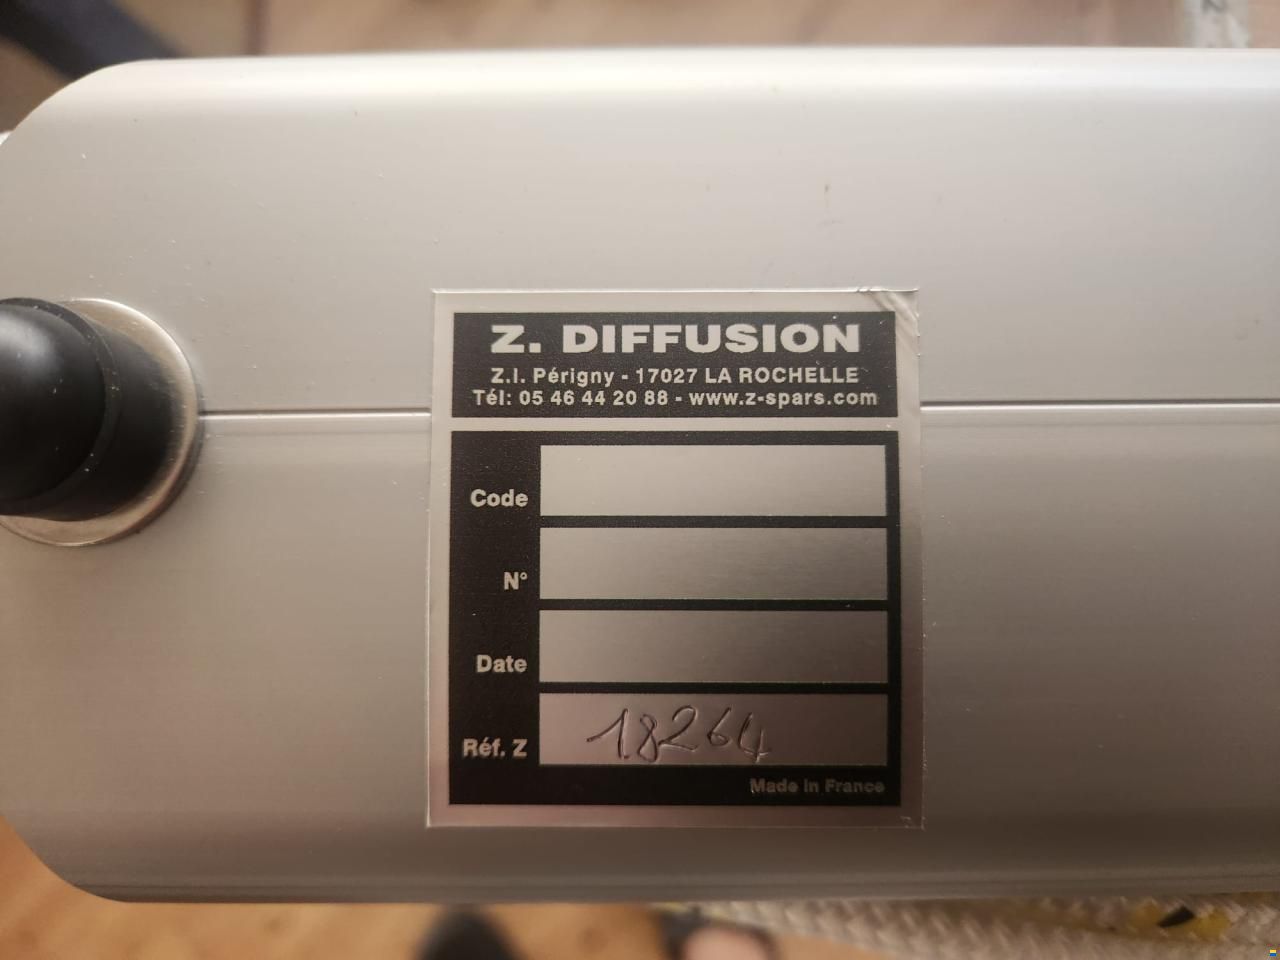 Z. DIFFUSION
Z.I. Périgny - 17027 LA ROCHELLE
Tél: 05 46 44 20 88 - www.z-spars.com
Code
N°
Date
Réf. Z 18264
Made in France